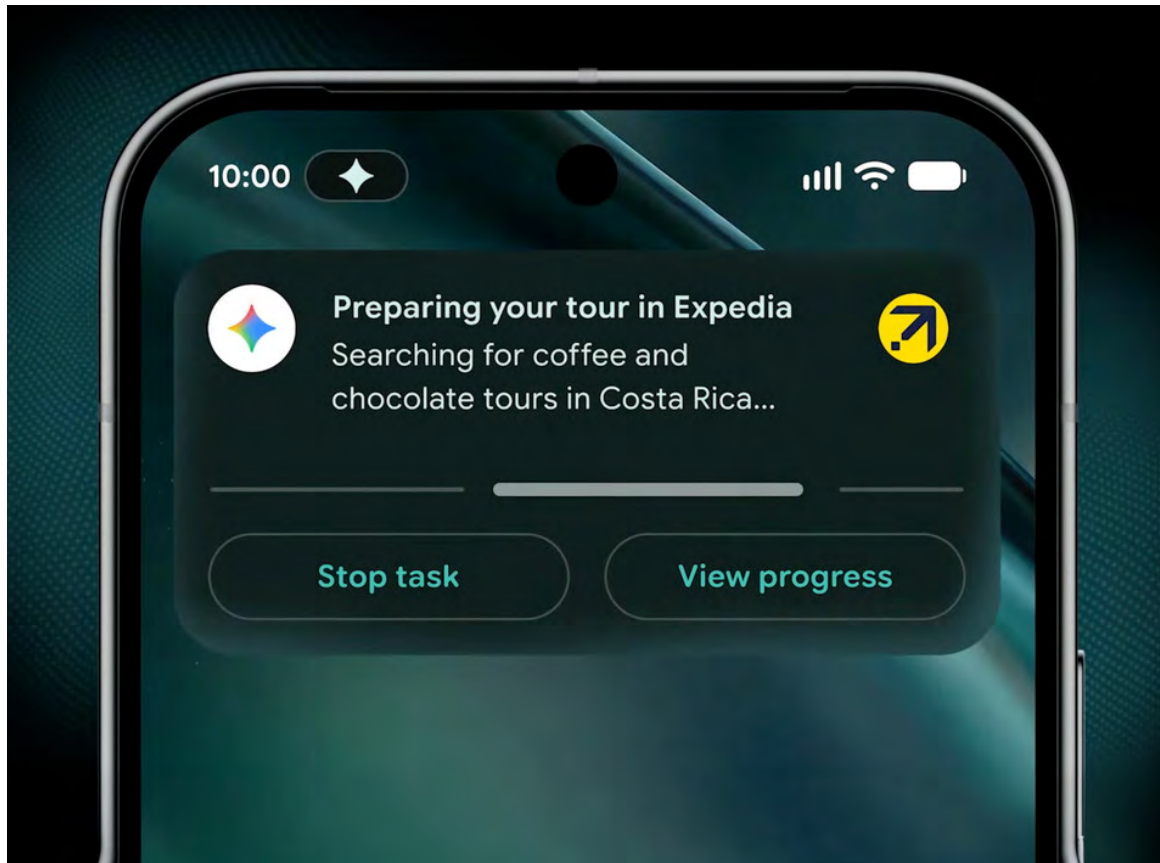 10:00
Preparing your tour in Expedia
Searching for coffee and
chocolate tours in Costa Rica...
Stop task
View progress